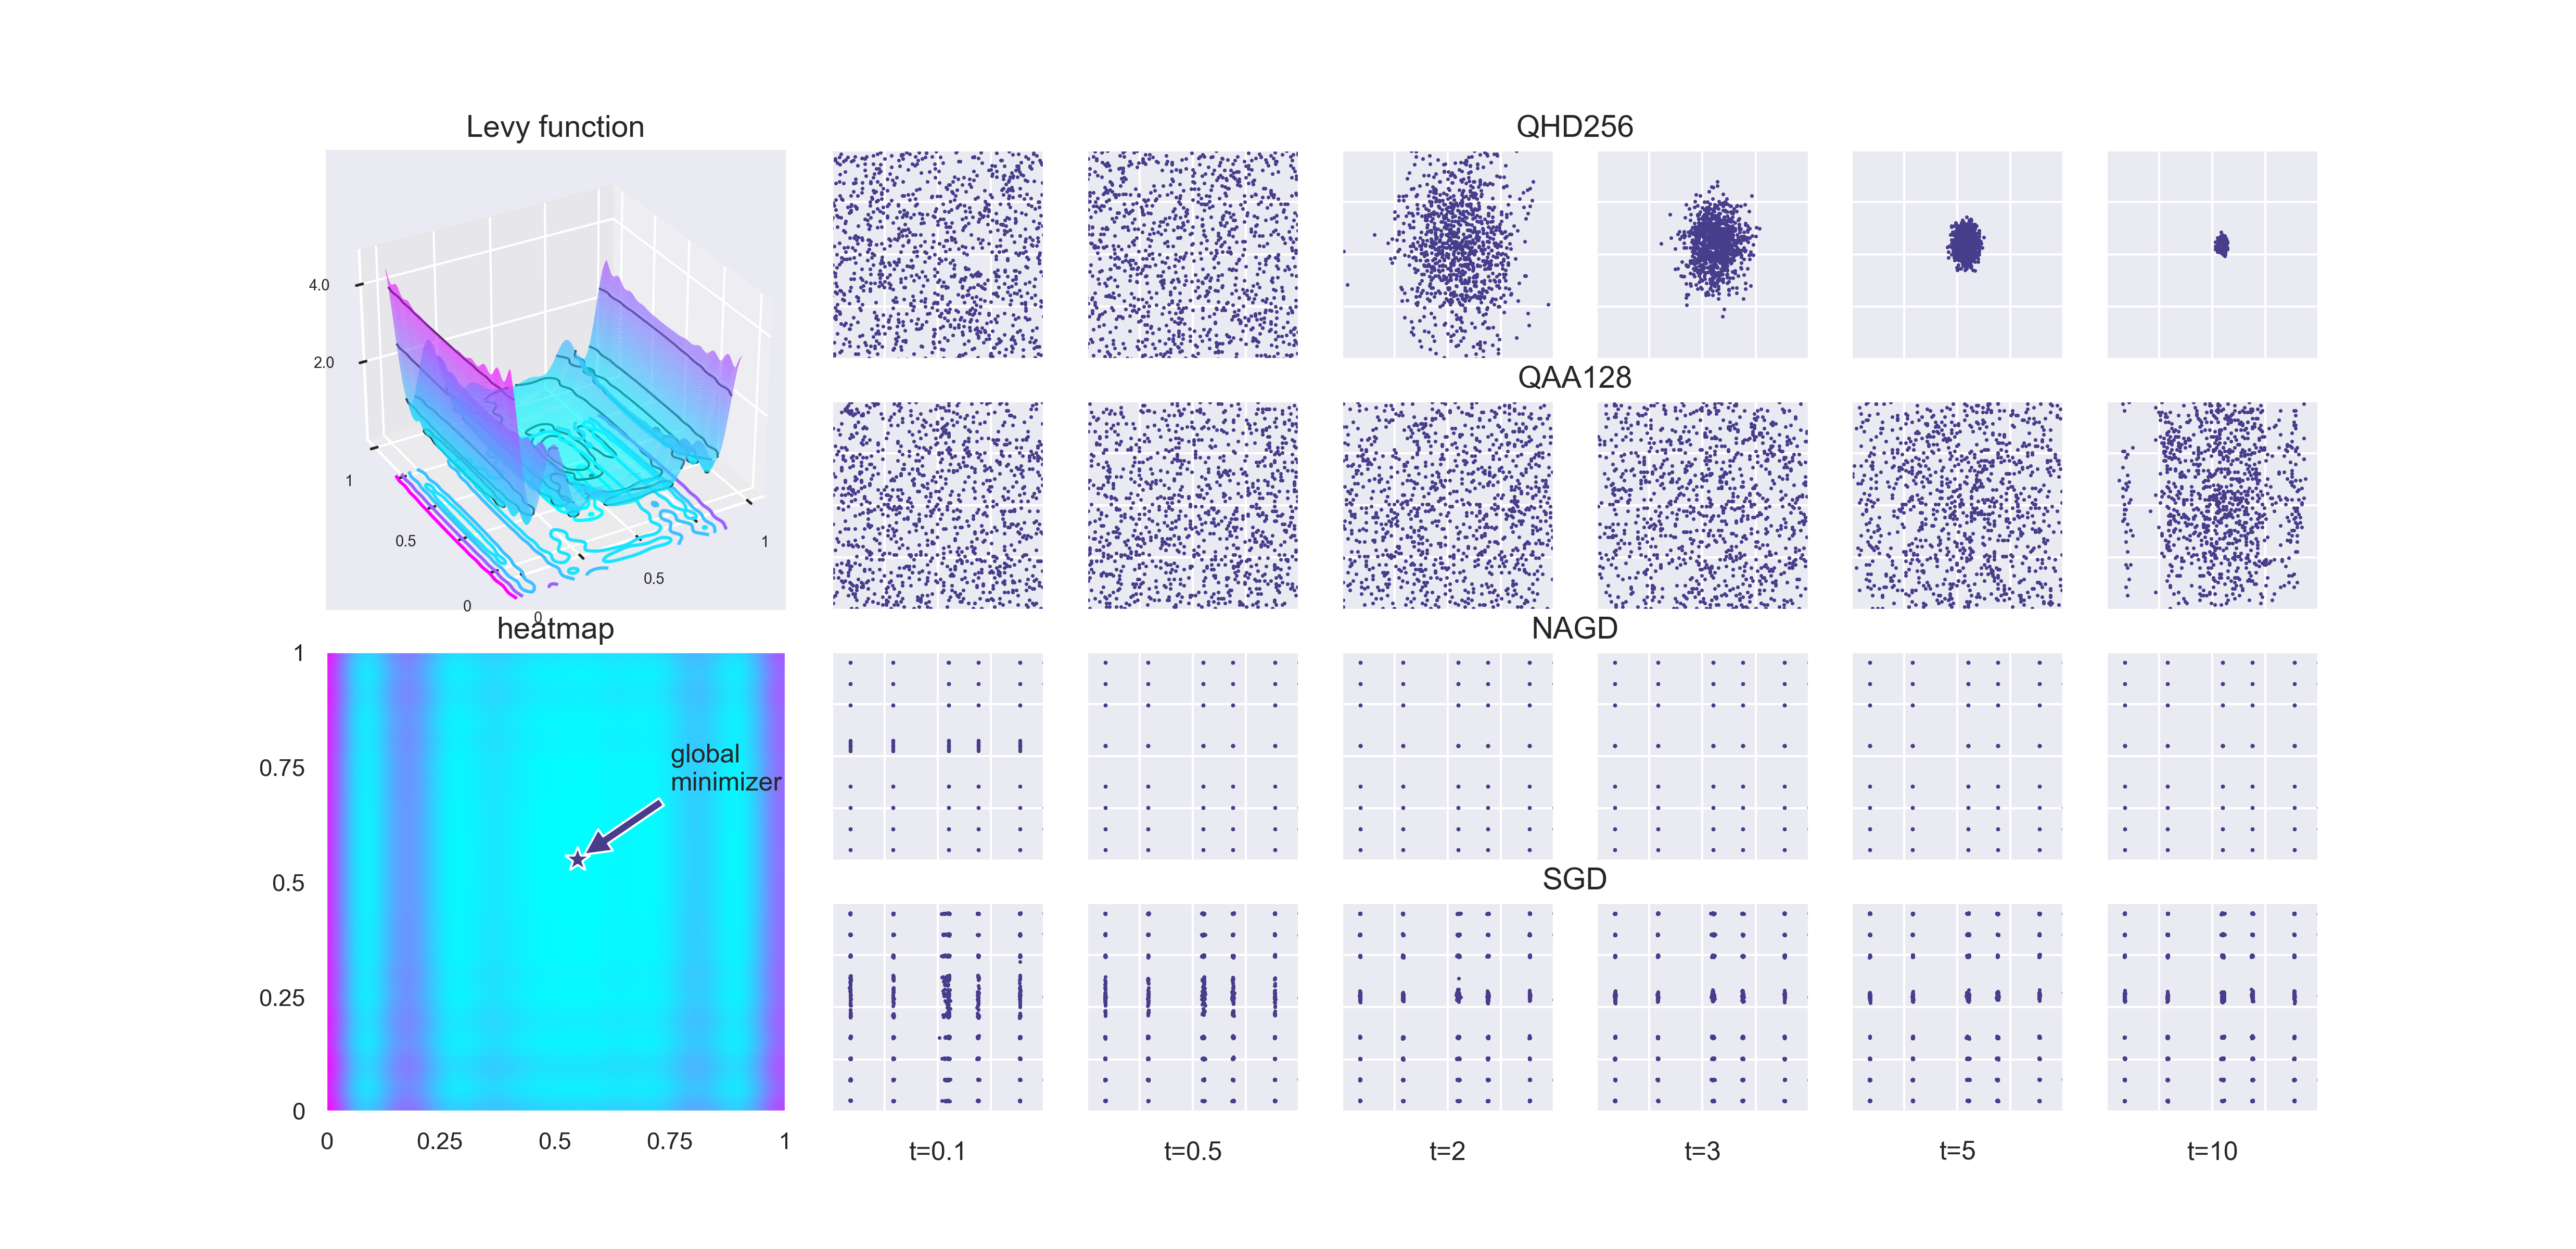 Levy function
4.0
2.0
1
0.5
0
0
0.5
1
heatmap
1
0.75
0.5
0.25
0
0
0.25
0.5
0.75
1
global
minimizer
QHD256
QAA128
NAGD
SGD
t=0.1
t=0.5
t=2
t=3
t=5
t=10